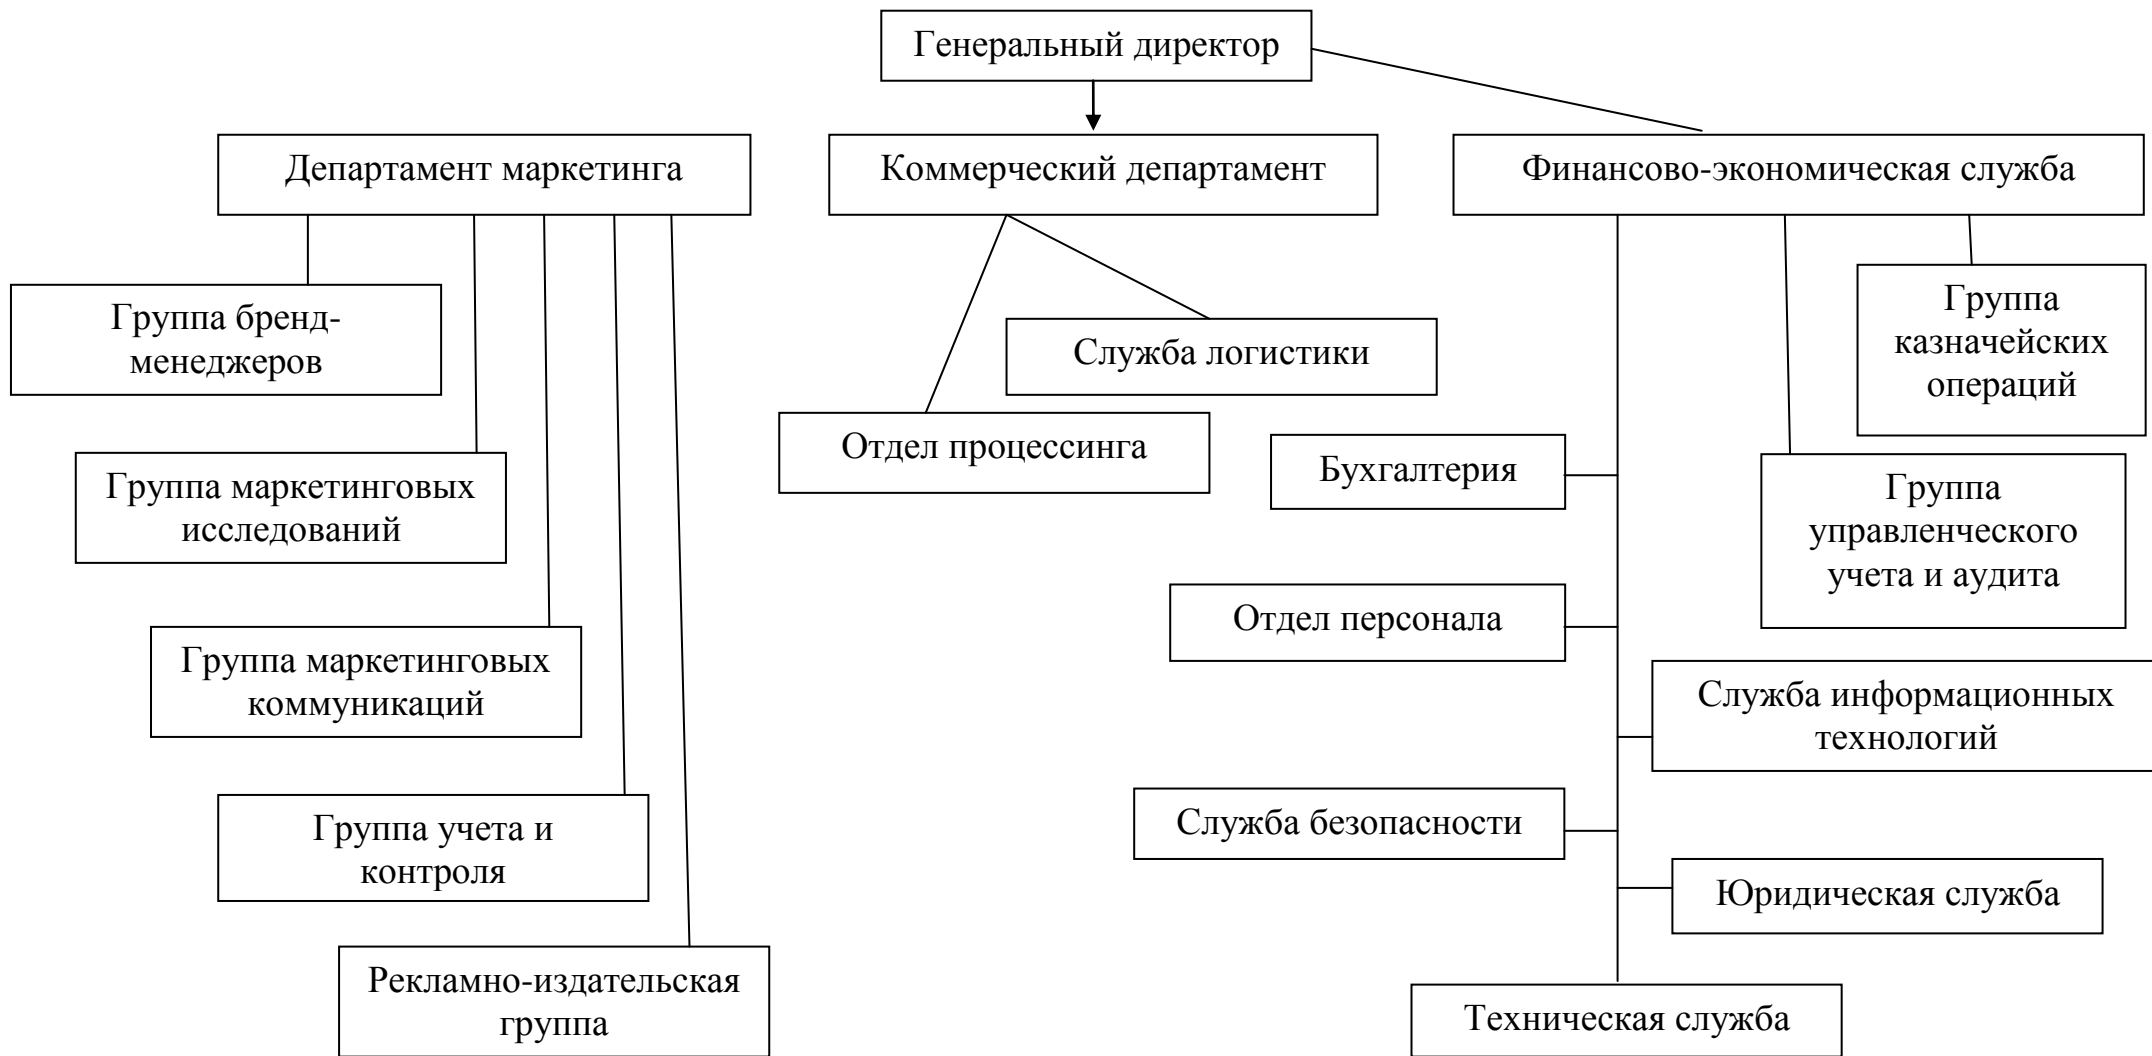 Генеральный директор
Департамент маркетинга
Коммерческий департамент
Финансово-экономическая служба
Группа бренд-
менеджеров
Группа маркетинговых
исследований
Группа маркетинговых
коммуникаций
Группа учета и
контроля
Рекламно-издательская
группа
Служба логистики
Отдел процессинга
Группа
казначейских
операций
Группа
управленческого
учета и аудита
Бухгалтерия
Отдел персонала
Служба информационных
технологий
Служба безопасности
Юридическая служба
Техническая служба